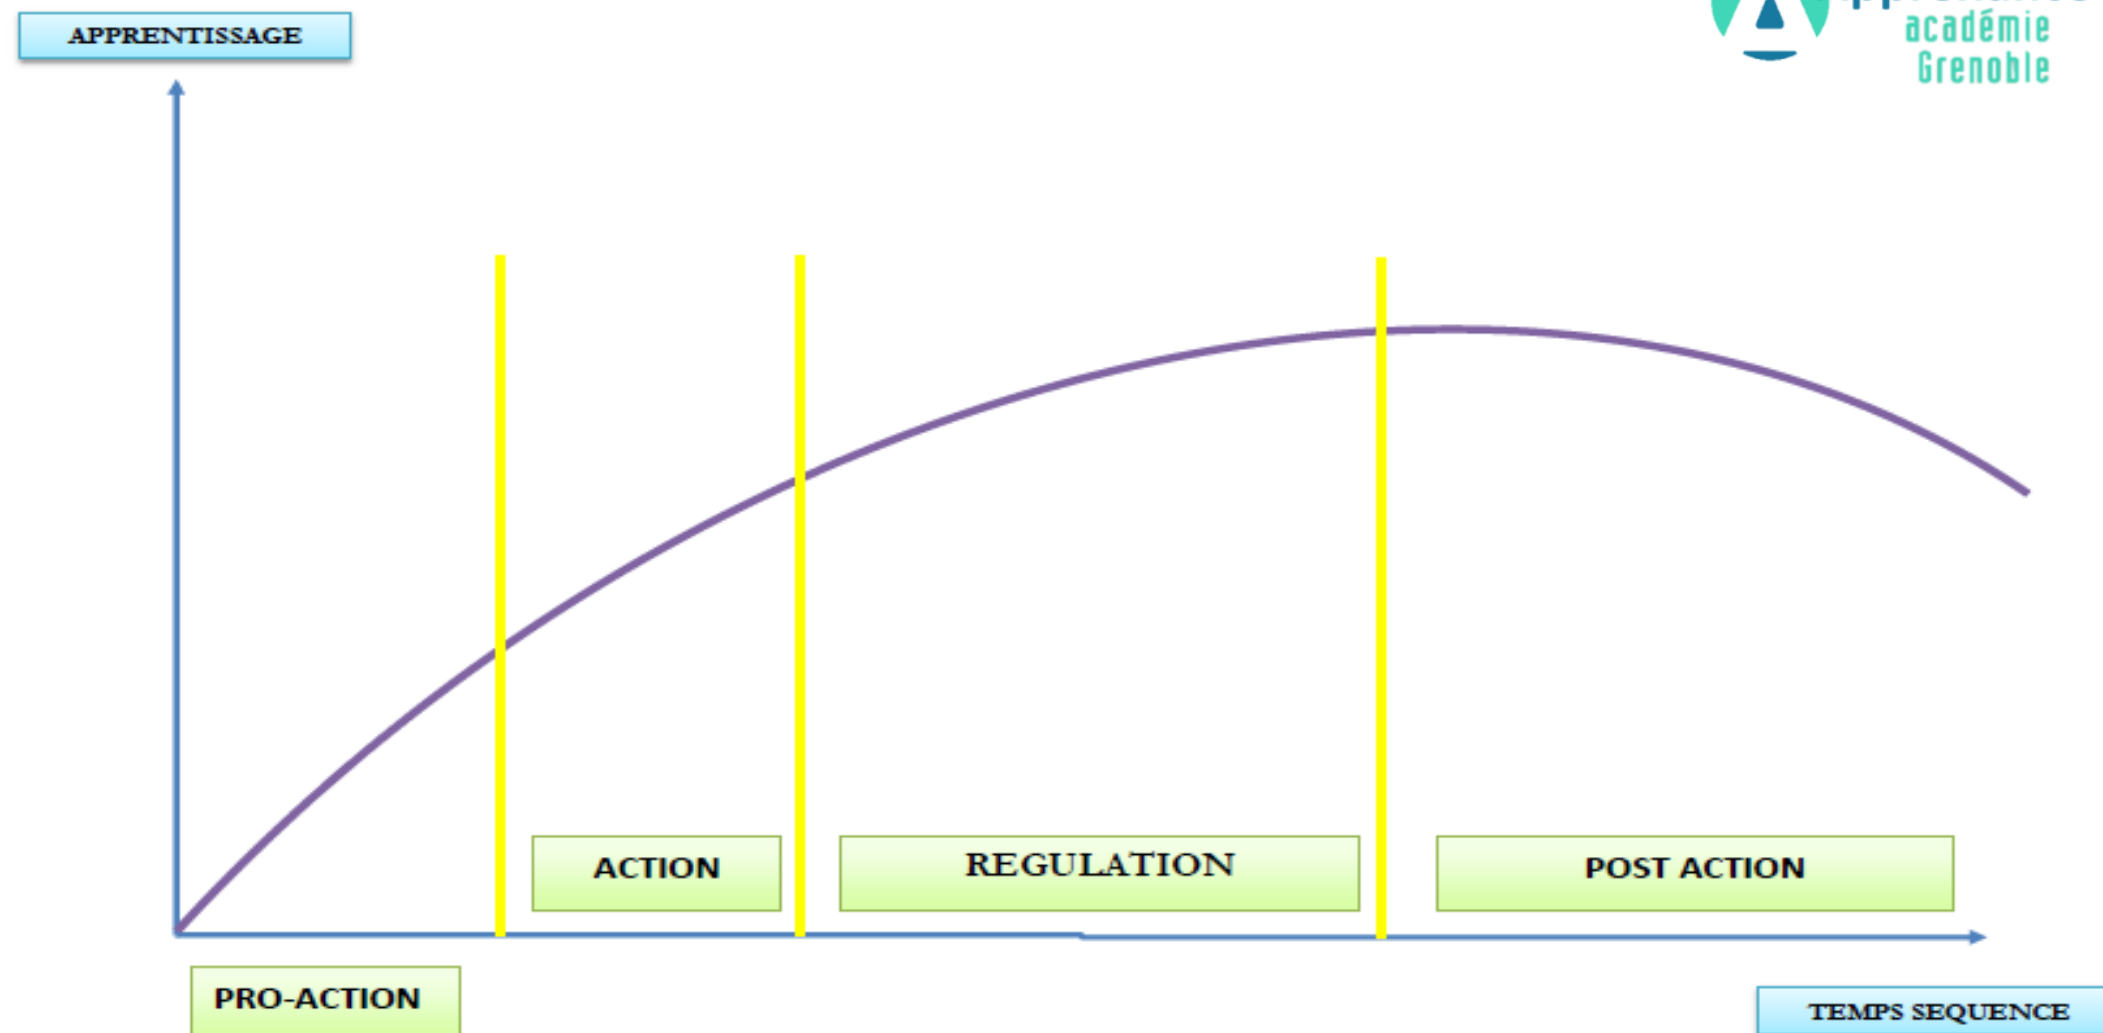 APPRENTISSAGE
académie
Grenoble
ACTION
REGULATION
POST ACTION
PRO-ACTION
TEMPS SEQUENCE